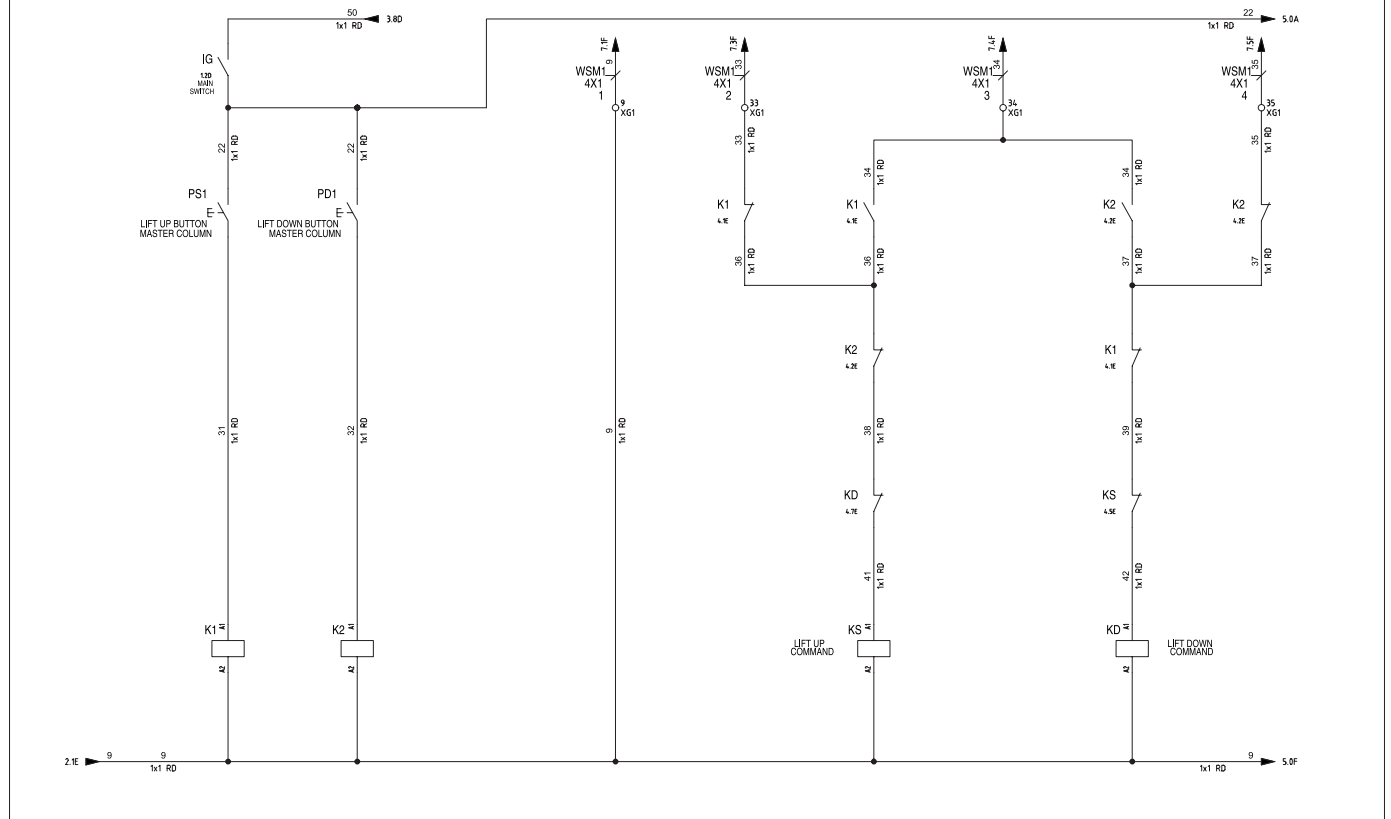 50
1x1 RD
3.8D
22
1x1 RD
5.0A
IG
1.2D
MAIN
SWITCH
7.1F
9
WSM1
4X1
1
9
XG1
7.3F
33
WSM1
4X1
2
33
XG1
7.4F
34
WSM1
4X1
3
34
XG1
7.5F
35
WSM1
4X1
4
35
XG1
22
1x1 RD
22
1x1 RD
33
1x1 RD
34
1x1 RD
34
1x1 RD
35
1x1 RD
PS1
LIFT UP BUTTON
MASTER COLUMN
PD1
LIFT DOWN BUTTON
MASTER COLUMN
K1
4.1E
K1
4.1E
K2
4.2E
K2
4.2E
36
1x1 RD
36
1x1 RD
37
1x1 RD
37
1x1 RD
K2
4.2E
K1
4.1E
31
1x1 RD
32
1x1 RD
9
1x1 RD
38
1x1 RD
39
1x1 RD
KD
4.7E
KS
4.5E
41
1x1 RD
42
1x1 RD
K1
A1
A2
K2
A1
A2
LIFT UP
COMMAND
KS
A1
A2
KD
A1
A2
LIFT DOWN
COMMAND
2.1E
9
9
1x1 RD
9
1x1 RD
5.0F